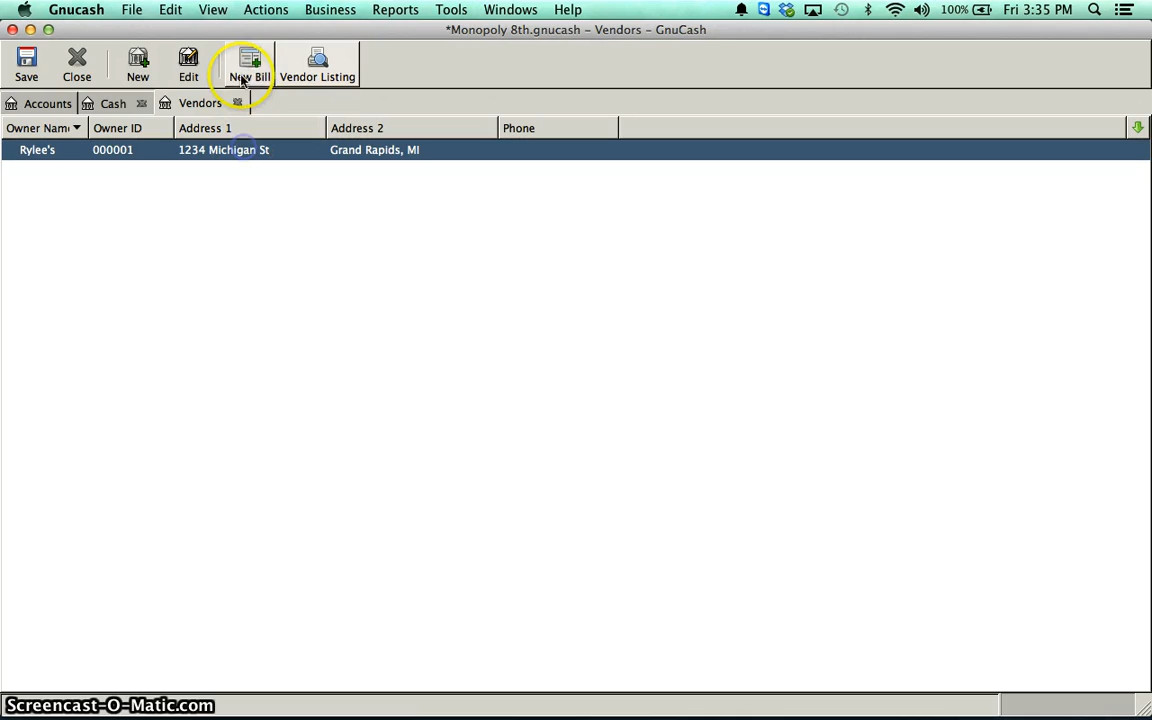 Gnucash File Edit View Actions Business Reports Tools Windows Help 100% Fri 3:35 PM
*Monopoly 8th.gnucash – Vendors – GnuCash
Save Close New Edit New Bill Vendor Listing
Accounts Cash Vendors
Owner Name Owner ID Address 1 Address 2 Phone
Rylee's 000001 1234 Michigan St Grand Rapids, MI
Screencast-O-Matic.com